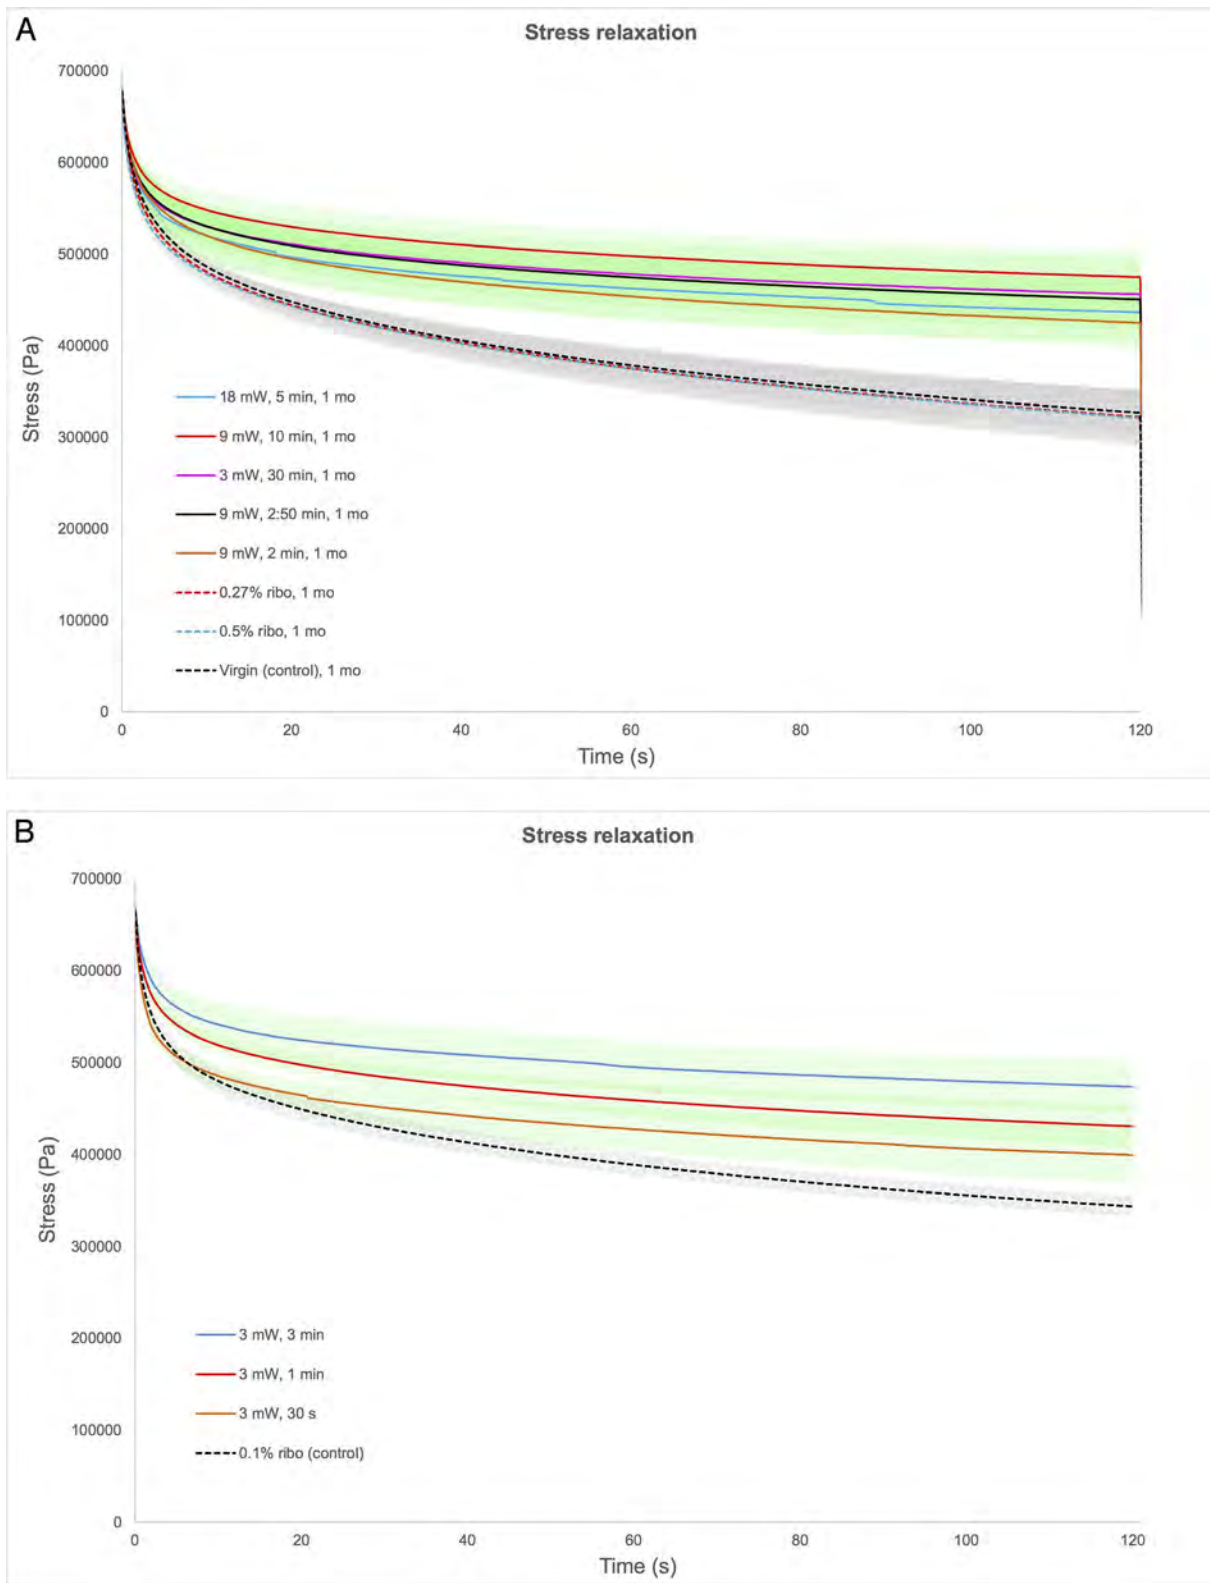 A
Stress relaxation
700000
600000
500000
400000
300000
200000
100000
0
Stress (Pa)
18 mW, 5 min, 1 mo
9 mW, 10 min, 1 mo
3 mW, 30 min, 1 mo
9 mW, 2:50 min, 1 mo
9 mW, 2 min, 1 mo
0.27% ribo, 1 mo
0.5% ribo, 1 mo
Virgin (control), 1 mo
0 20 40 60 80 100 120
Time (s)
B
Stress relaxation
700000
600000
500000
400000
300000
200000
100000
0
Stress (Pa)
3 mW, 3 min
3 mW, 1 min
3 mW, 30 s
0.1% ribo (control)
0 20 40 60 80 100 120
Time (s)